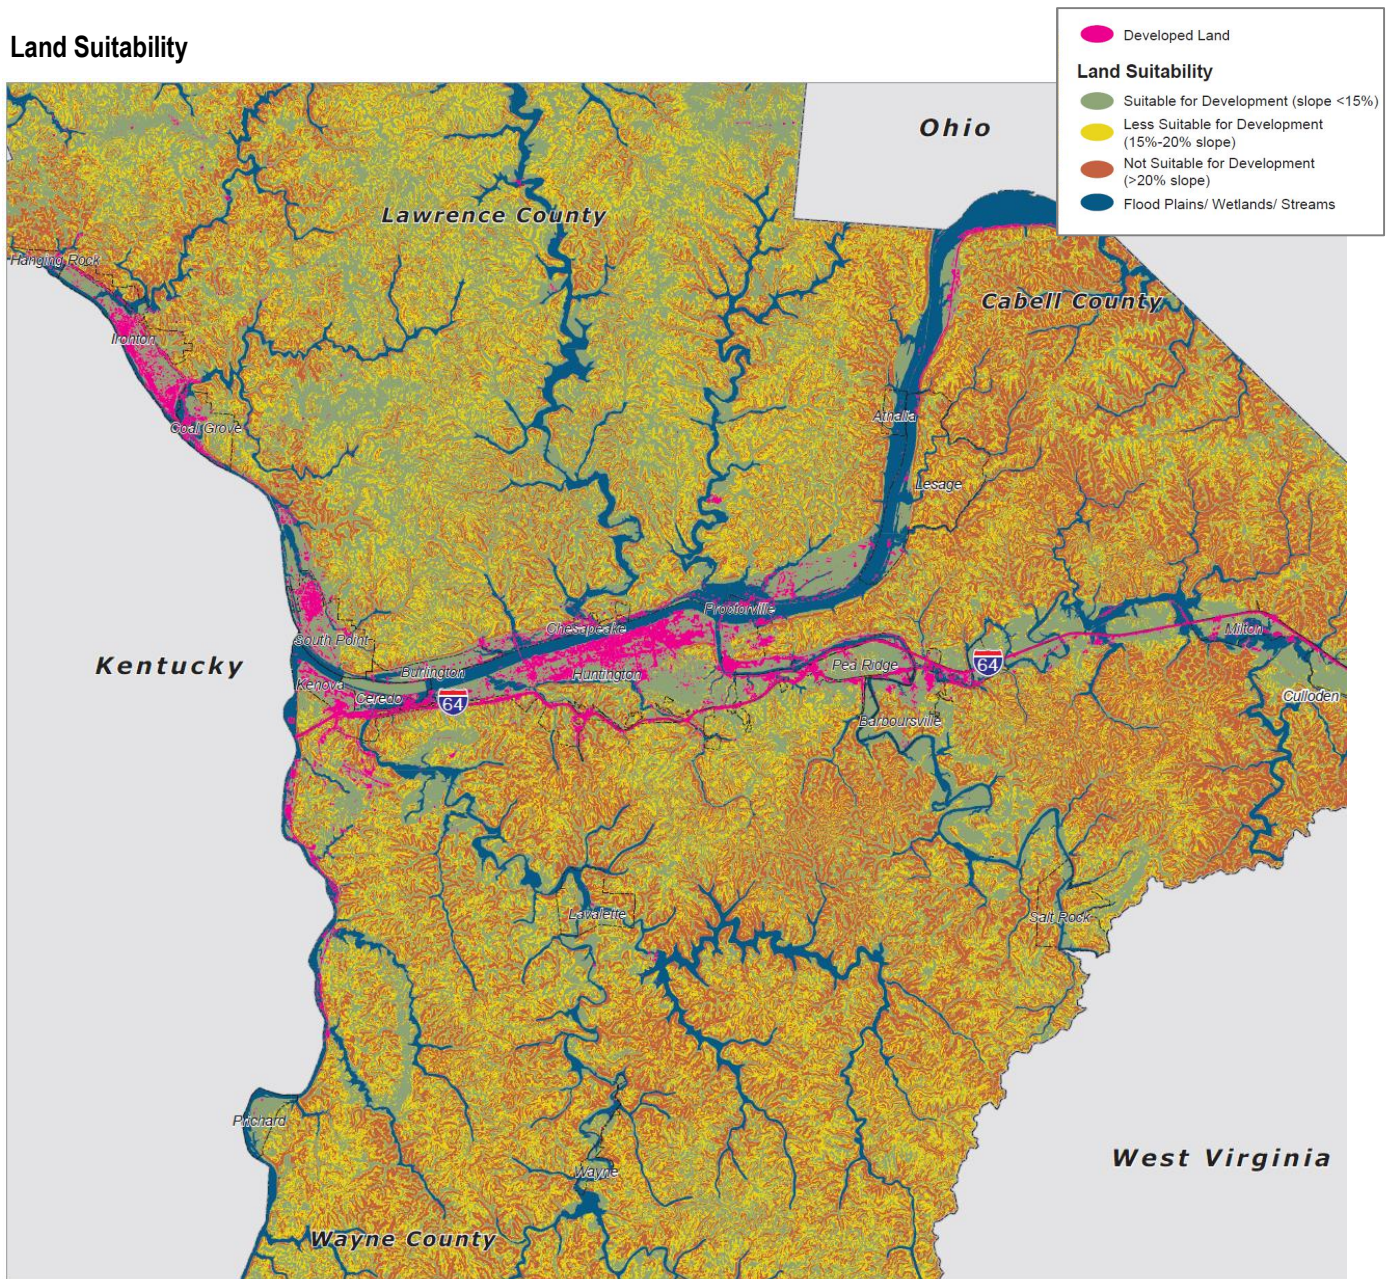 Land Suitability
Developed Land
Land Suitability
Suitable for Development (slope <15%)
Less Suitable for Development
(15%-20% slope)
Not Suitable for Development
(>20% slope)
Flood Plains/ Wetlands/ Streams
Ohio
Lawrence County
Hanging Rock
Cabell County
Ironton
Athalia
Coal Grove
Lesage
Proctorville
Chesapeake
Milton
South Point
Kentucky
Pea Ridge
64
Burlington
Huntington
Kenova
Ceredo
64
Culloden
Barboursville
Lavalette
Salt Rock
Prichard
West Virginia
Wayne
Wayne County